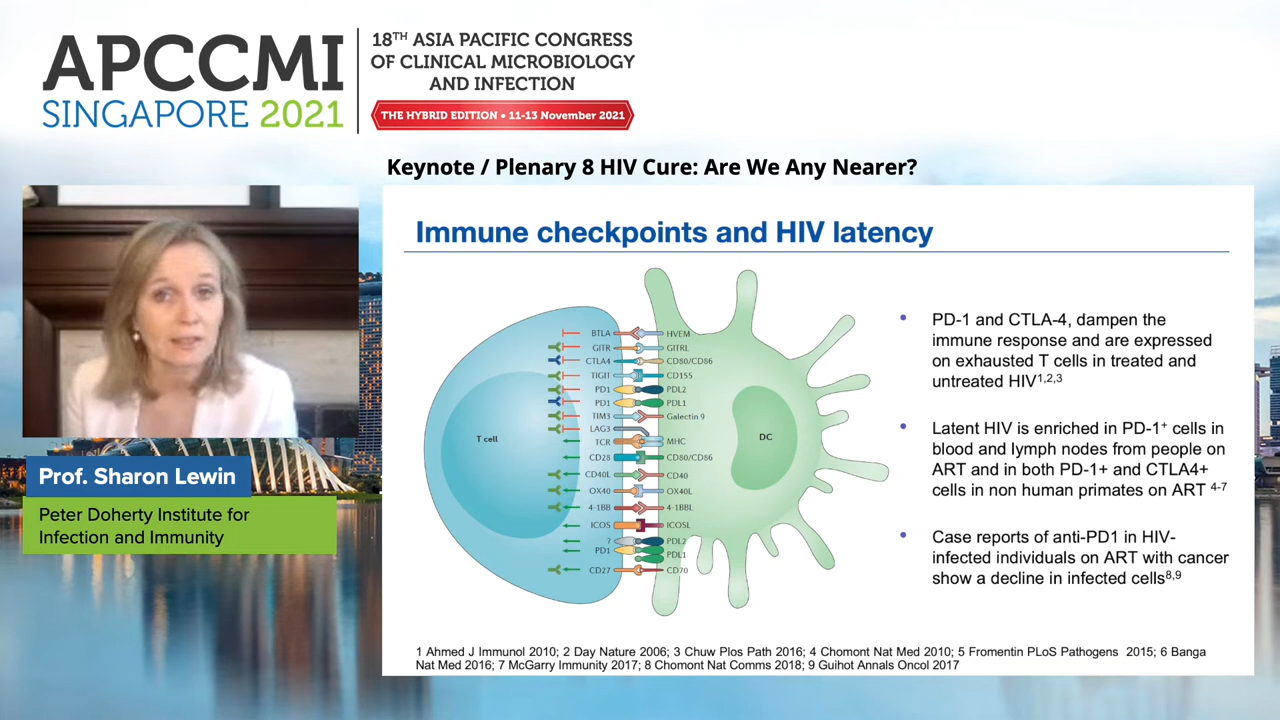 APCCMI
SINGAPORE 2021
18TH ASIA PACIFIC CONGRESS
OF CLINICAL MICROBIOLOGY
AND INFECTION
THE HYBRID EDITION • 11-13 November 2021
Keynote / Plenary 8 HIV Cure: Are We Any Nearer?
Prof. Sharon Lewin
Peter Doherty Institute for
Infection and Immunity
Immune checkpoints and HIV latency
T cell
DC
BTLA HVEM
GITR GITRL
CTLA4 CD80/CD86
TIGIT CD155
PD1 PDL2
PD1 PDL1
TIM3 Galectin 9
LAG3
TCR MHC
CD28 CD80/CD86
CD40L CD40
OX40 OX40L
4-1BB 4-1BBL
ICOS ICOSL
? PDL2
PD1 PDL1
CD27 CD70
• PD-1 and CTLA-4, dampen the
immune response and are expressed
on exhausted T cells in treated and
untreated HIV1,2,3
• Latent HIV is enriched in PD-1+ cells in
blood and lymph nodes from people on
ART and in both PD-1+ and CTLA4+
cells in non human primates on ART 4-7
• Case reports of anti-PD1 in HIV-
infected individuals on ART with cancer
show a decline in infected cells8,9
1 Ahmed J Immunol 2010; 2 Day Nature 2006; 3 Chuw Plos Path 2016; 4 Chomont Nat Med 2010; 5 Fromentin PLoS Pathogens 2015; 6 Banga
Nat Med 2016; 7 McGarry Immunity 2017; 8 Chomont Nat Comms 2018; 9 Guihot Annals Oncol 2017